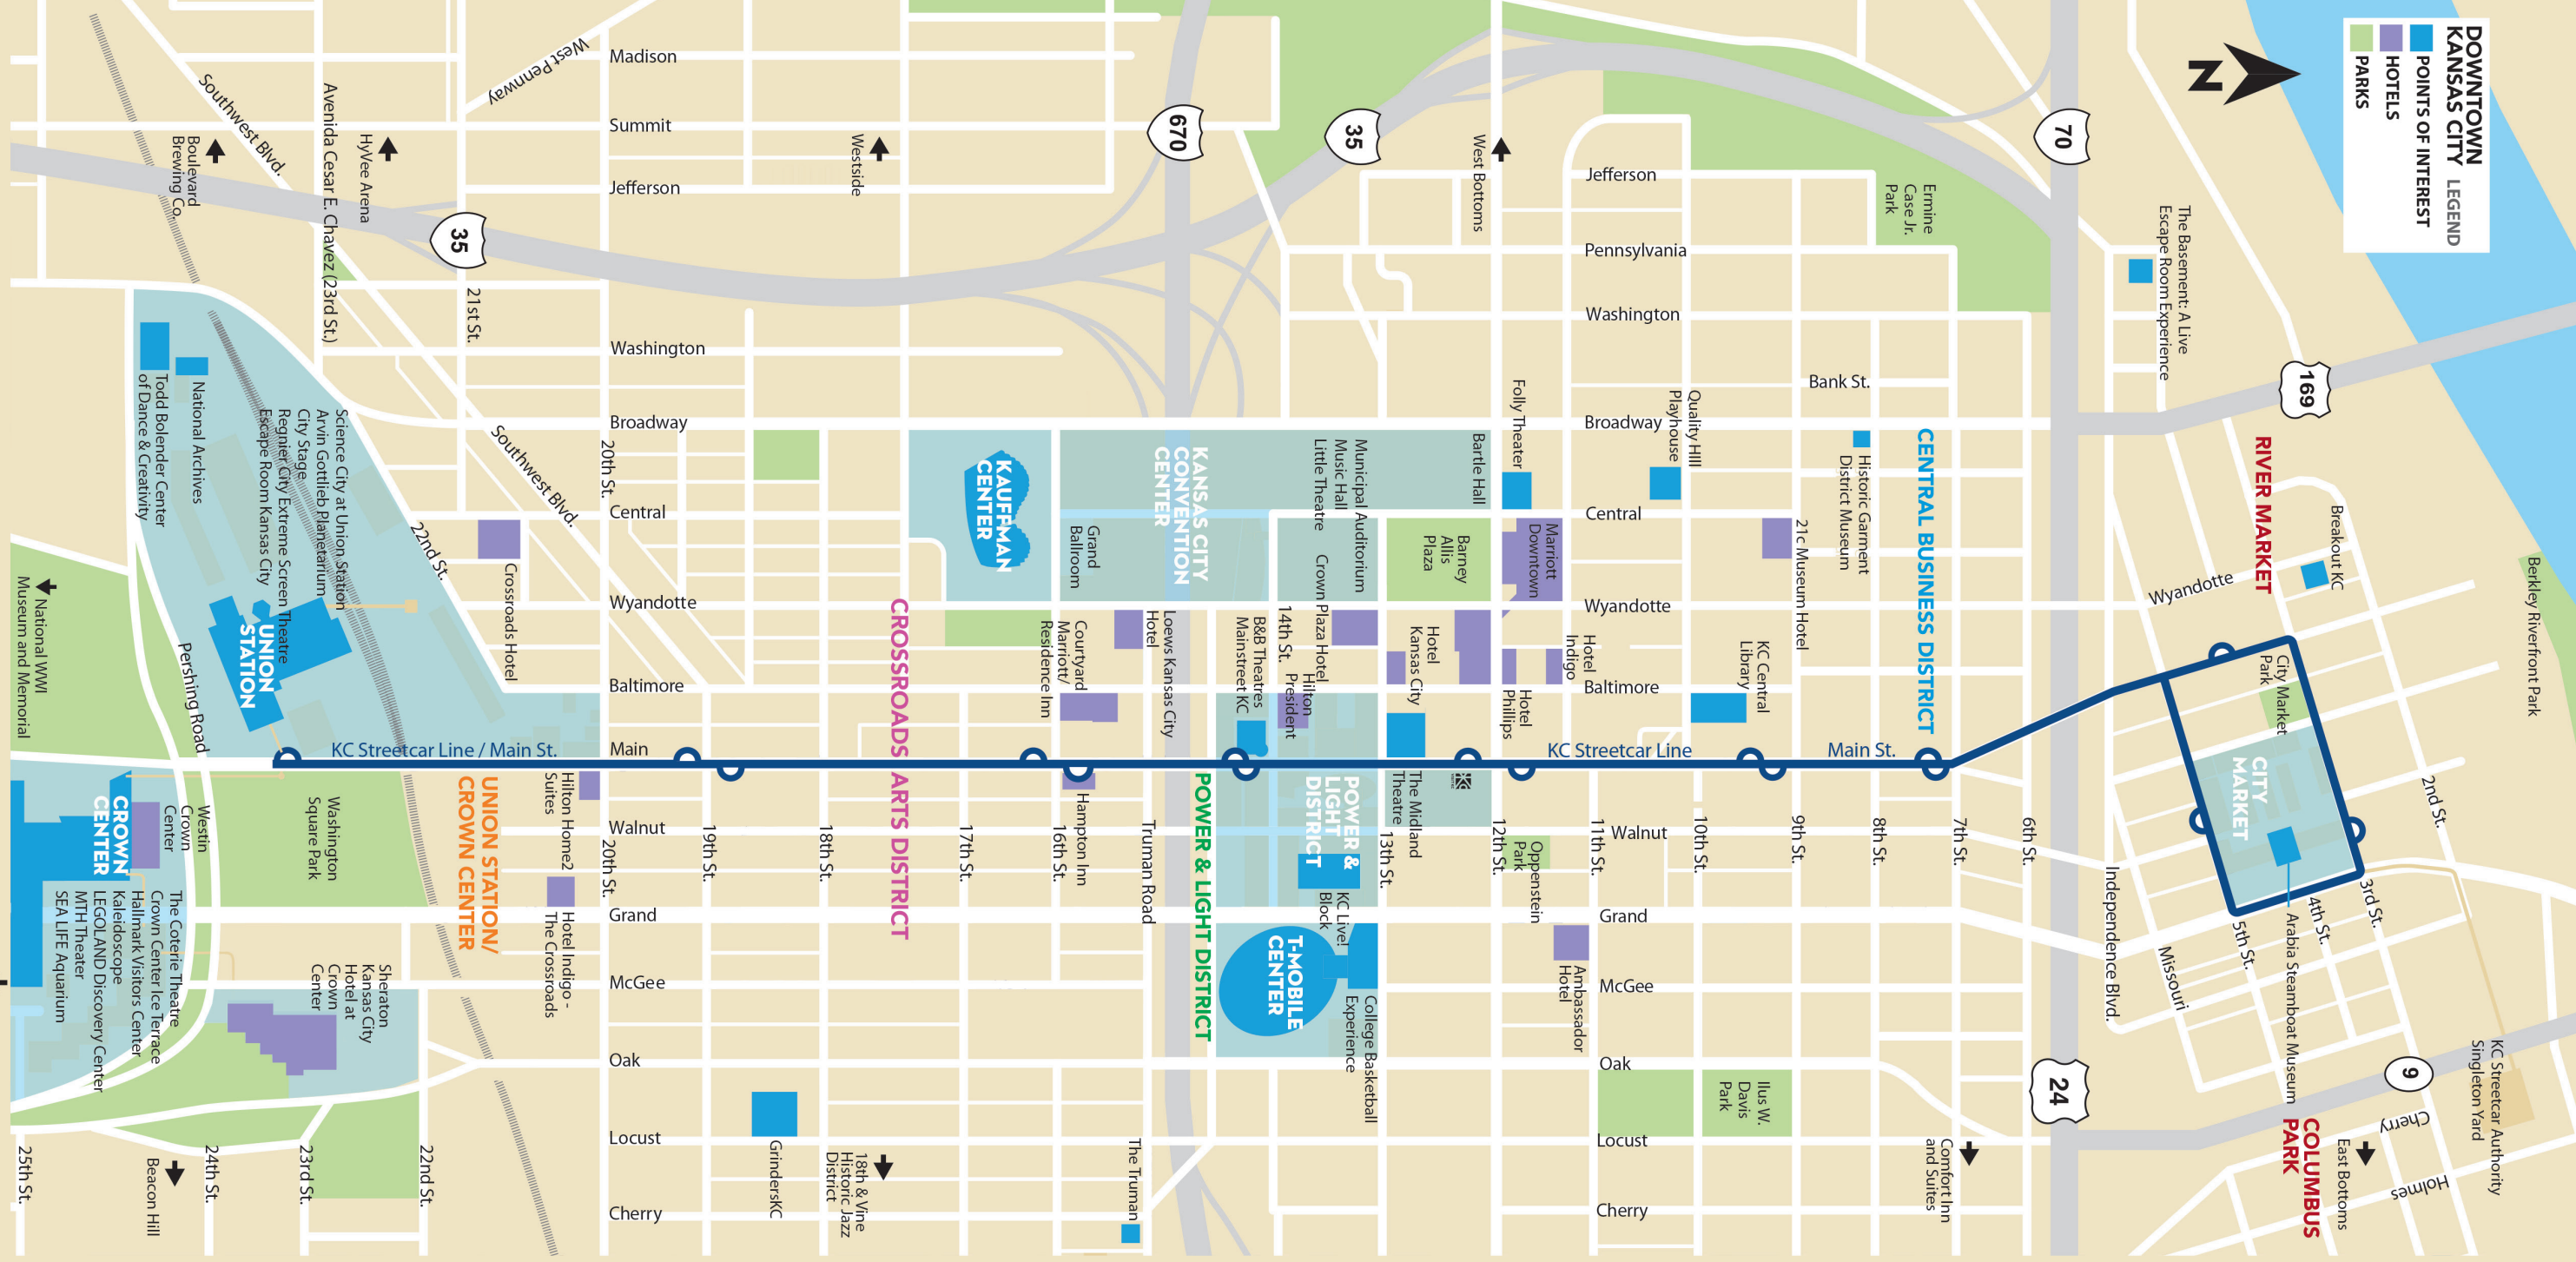 DOWNTOWN
KANSAS CITY LEGEND
POINTS OF INTEREST
HOTELS
PARKS
N
Madison
West Pennway
Summit
Jefferson
Southwest Blvd.
Avenida Cesar E. Chavez (23rd St.)
HyVee Arena
Boulevard
Brewing Co.
Westside
West Bottoms
670
35
70
35
Jefferson
Ermine
Case Jr.
Park
Pennsylvania
Washington
The Basement: A Live
Escape Room Experience
169
21st St.
Washington
Bank St.
Broadway
Broadway
Todd Bolender Center
of Dance & Creativity
National Archives
Science City at Union Station
Arvin Gottlieb Planetarium
City Stage
Regnier City Extreme Screen Theatre
Escape Room Kansas City
UNION
STATION
22nd St.
Southwest Blvd.
20th St.
Central
Crossroads Hotel
Wyandotte
Baltimore
KAUFFMAN
CENTER
Grand
Ballroom
KANSAS CITY
CONVENTION
CENTER
Municipal Auditorium
Music Hall
Little Theatre
Bartle Hall
Folly Theater
Quality HIll
Playhouse
Historic Garment
District Museum
CENTRAL BUSINESS DISTRICT
RIVER MARKET
Breakout KC
Berkley Riverfront Park
Central
Barney
Allis
Plaza
Marriott
Downtown
21c Museum Hotel
Wyandotte
Wyandotte
Crown Plaza Hotel
14th St.
Hilton
President
B&B Theatres
Mainstreet KC
Loews Kansas City
Hotel
Courtyard
Marriott/
Residence Inn
Hotel
Kansas City
Hotel
Indigo
Hotel
Phillips
Baltimore
KC Central
Library
City Market
Park
CITY
MARKET
National WWI
Museum and Memorial
Pershing Road
KC Streetcar Line / Main St.
Main
KC Streetcar Line
Main St.
CROSSROADS ARTS DISTRICT
POWER & LIGHT DISTRICT
POWER &
LIGHT
DISTRICT
The Midland
Theatre
KC
UNION STATION/
CROWN CENTER
Hilton Home2
Suites
Hampton Inn
CROWN
CENTER
Westin
Crown
Center
Washington
Square Park
Walnut
Walnut
20th St.
19th St.
18th St.
17th St.
16th St.
Truman Road
13th St.
12th St.
11th St.
10th St.
9th St.
8th St.
7th St.
6th St.
Oppenstein
Park
Independence Blvd.
Missouri
5th St.
4th St.
3rd St.
2nd St.
Arabia Steamboat Museum
Grand
Grand
Hotel Indigo -
The Crossroads
KC Live!
Block
T-MOBILE
CENTER
College Basketball
Experience
Ambassador
Hotel
McGee
McGee
The Coterie Theatre
Crown Center Ice Terrace
Hallmark Visitors Center
Kaleidoscope
LEGOLAND Discovery Center
MTH Theater
SEA LIFE Aquarium
Sheraton
Kansas City
Hotel at
Crown
Center
Oak
Oak
Ilus W.
Davis
Park
24
9
KC Streetcar Authority
Singleton Yard
Cherry
Holmes
COLUMBUS
PARK
East Bottoms
Locust
Locust
GrindersKC
18th & Vine
Historic Jazz
District
The Truman
Comfort Inn
and Suites
Cherry
Cherry
25th St.
Beacon Hill
24th St.
23rd St.
22nd St.